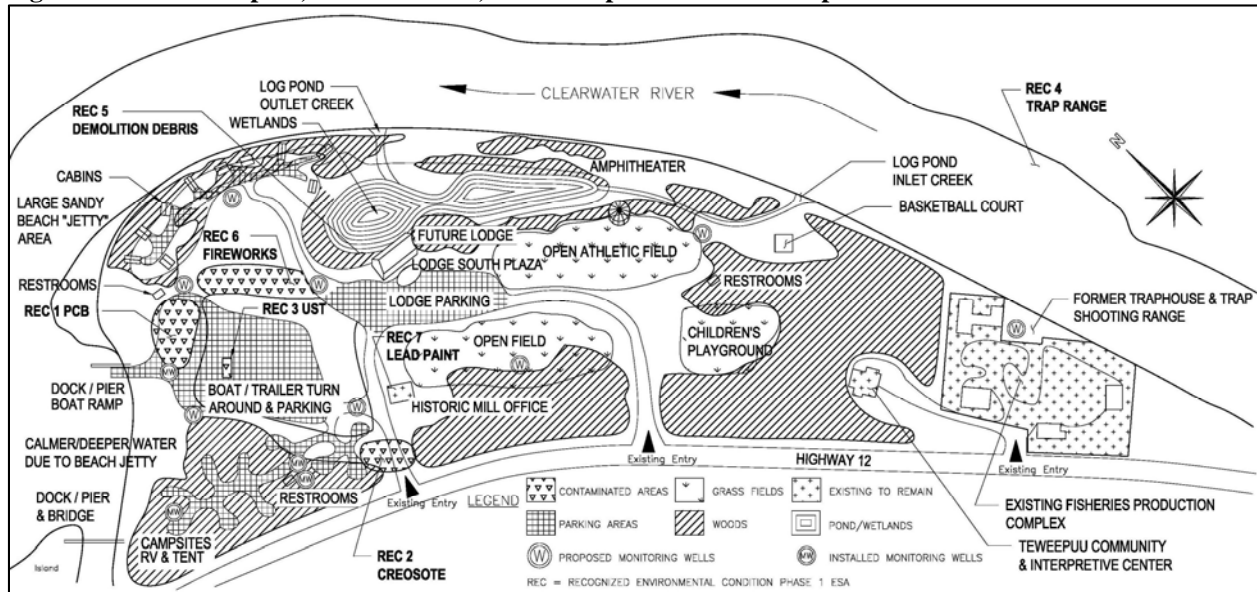 CLEARWATER RIVER
REC 4
TRAP RANGE
N
LOG POND
OUTLET CREEK
WETLANDS
REC 5
DEMOLITION DEBRIS
AMPHITHEATER
LOG POND
INLET CREEK
BASKETBALL COURT
CABINS
LARGE SANDY
BEACH "JETTY"
AREA
W
REC 6
FIREWORKS
FUTURE LODGE
LODGE SOUTH PLAZA
OPEN ATHLETIC FIELD
W
RESTROOMS
RESTROOMS
W
W
REC 1 PCB
REC 3 UST
LODGE PARKING
REC 7
LEAD PAINT
OPEN FIELD
W
CHILDREN'S
PLAYGROUND
W
FORMER TRAPHOUSE & TRAP
SHOOTING RANGE
MW
DOCK / PIER
BOAT RAMP
BOAT / TRAILER TURN
AROUND & PARKING
W
W
HISTORIC MILL OFFICE
CALMER/DEEPER WATER
DUE TO BEACH JETTY
MW
MW
RESTROOMS
MW
DOCK / PIER
& BRIDGE
CAMPSITES
RV & TENT
Island
Existing Entry
REC 2
CREOSOTE
Existing Entry
HIGHWAY 12
Existing Entry
EXISTING FISHERIES PRODUCTION
COMPLEX
TEWEEPUU COMMUNITY
& INTERPRETIVE CENTER
LEGEND
CONTAMINATED AREAS
GRASS FIELDS
EXISTING TO REMAIN
PARKING AREAS
WOODS
POND/WETLANDS
W PROPOSED MONITORING WELLS
MW INSTALLED MONITORING WELLS
REC = RECOGNIZED ENVIRONMENTAL CONDITION PHASE 1 ESA